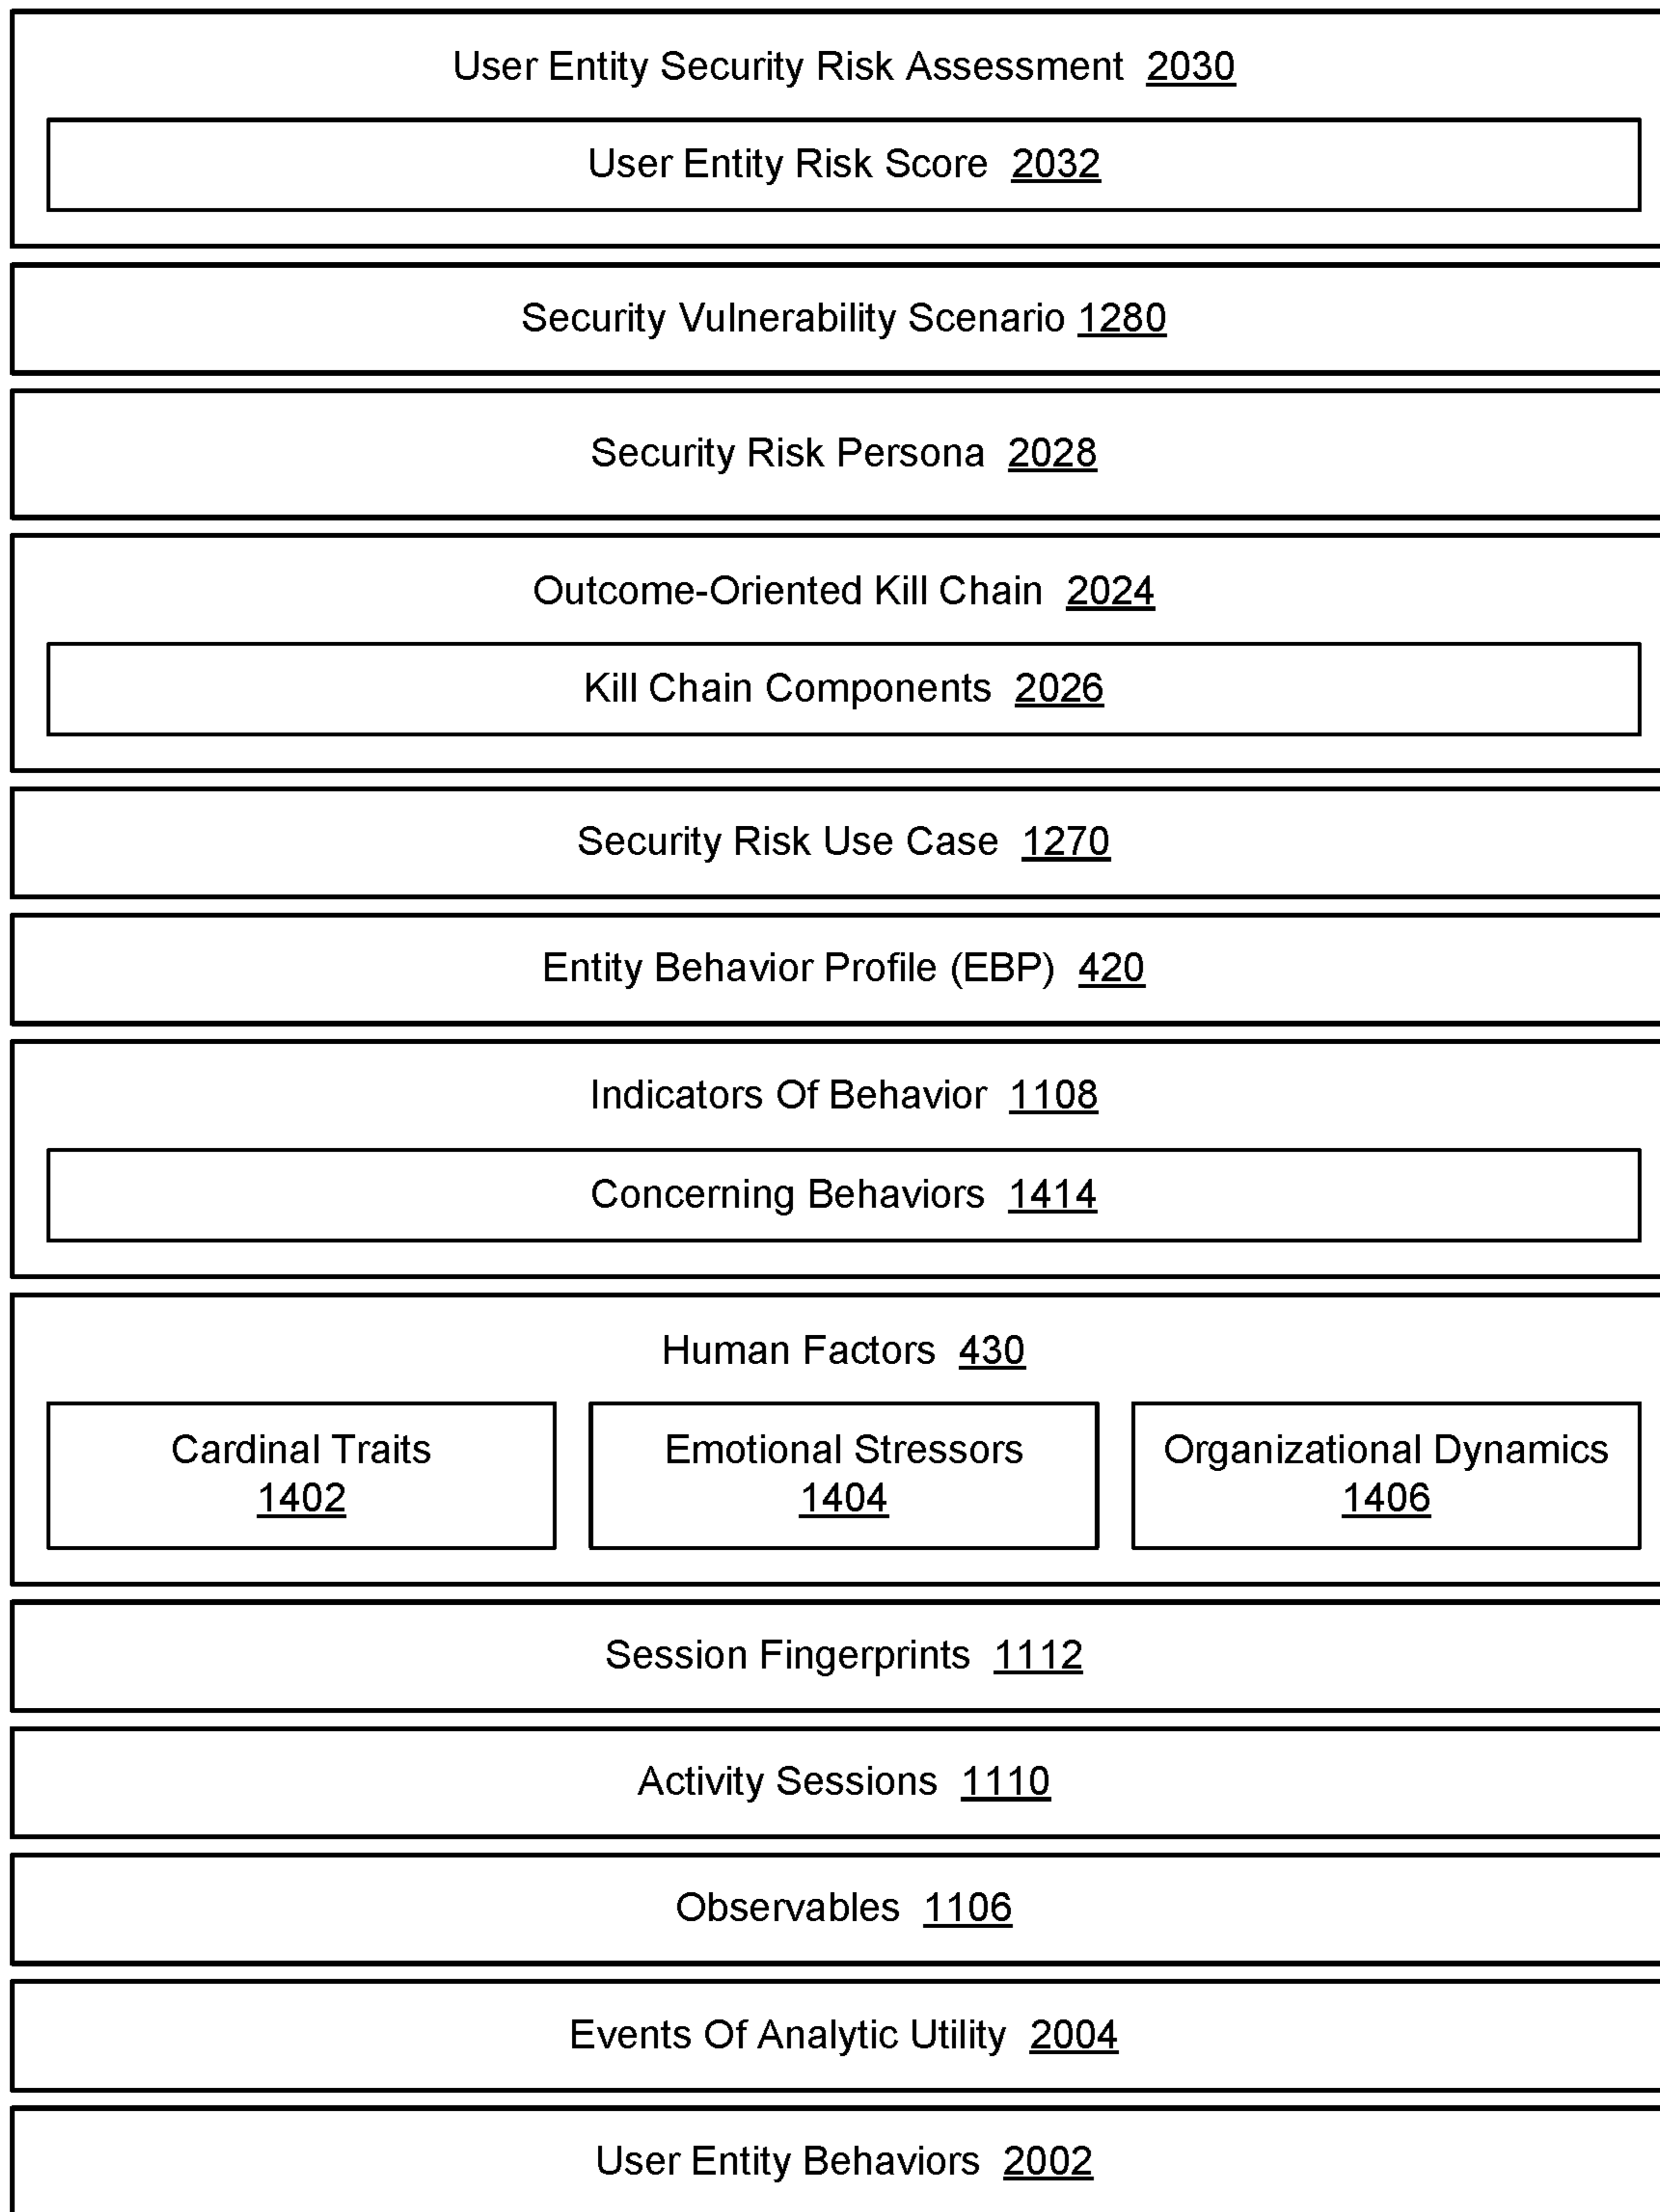 User Entity Security Risk Assessment 2030
User Entity Risk Score 2032
Security Vulnerability Scenario 1280
Security Risk Persona 2028
Outcome-Oriented Kill Chain 2024
Kill Chain Components 2026
Security Risk Use Case 1270
Entity Behavior Profile (EBP) 420
Indicators Of Behavior 1108
Concerning Behaviors 1414
Human Factors 430
Cardinal Traits
1402
Emotional Stressors
1404
Organizational Dynamics
1406
Session Fingerprints 1112
Activity Sessions 1110
Observables 1106
Events Of Analytic Utility 2004
User Entity Behaviors 2002